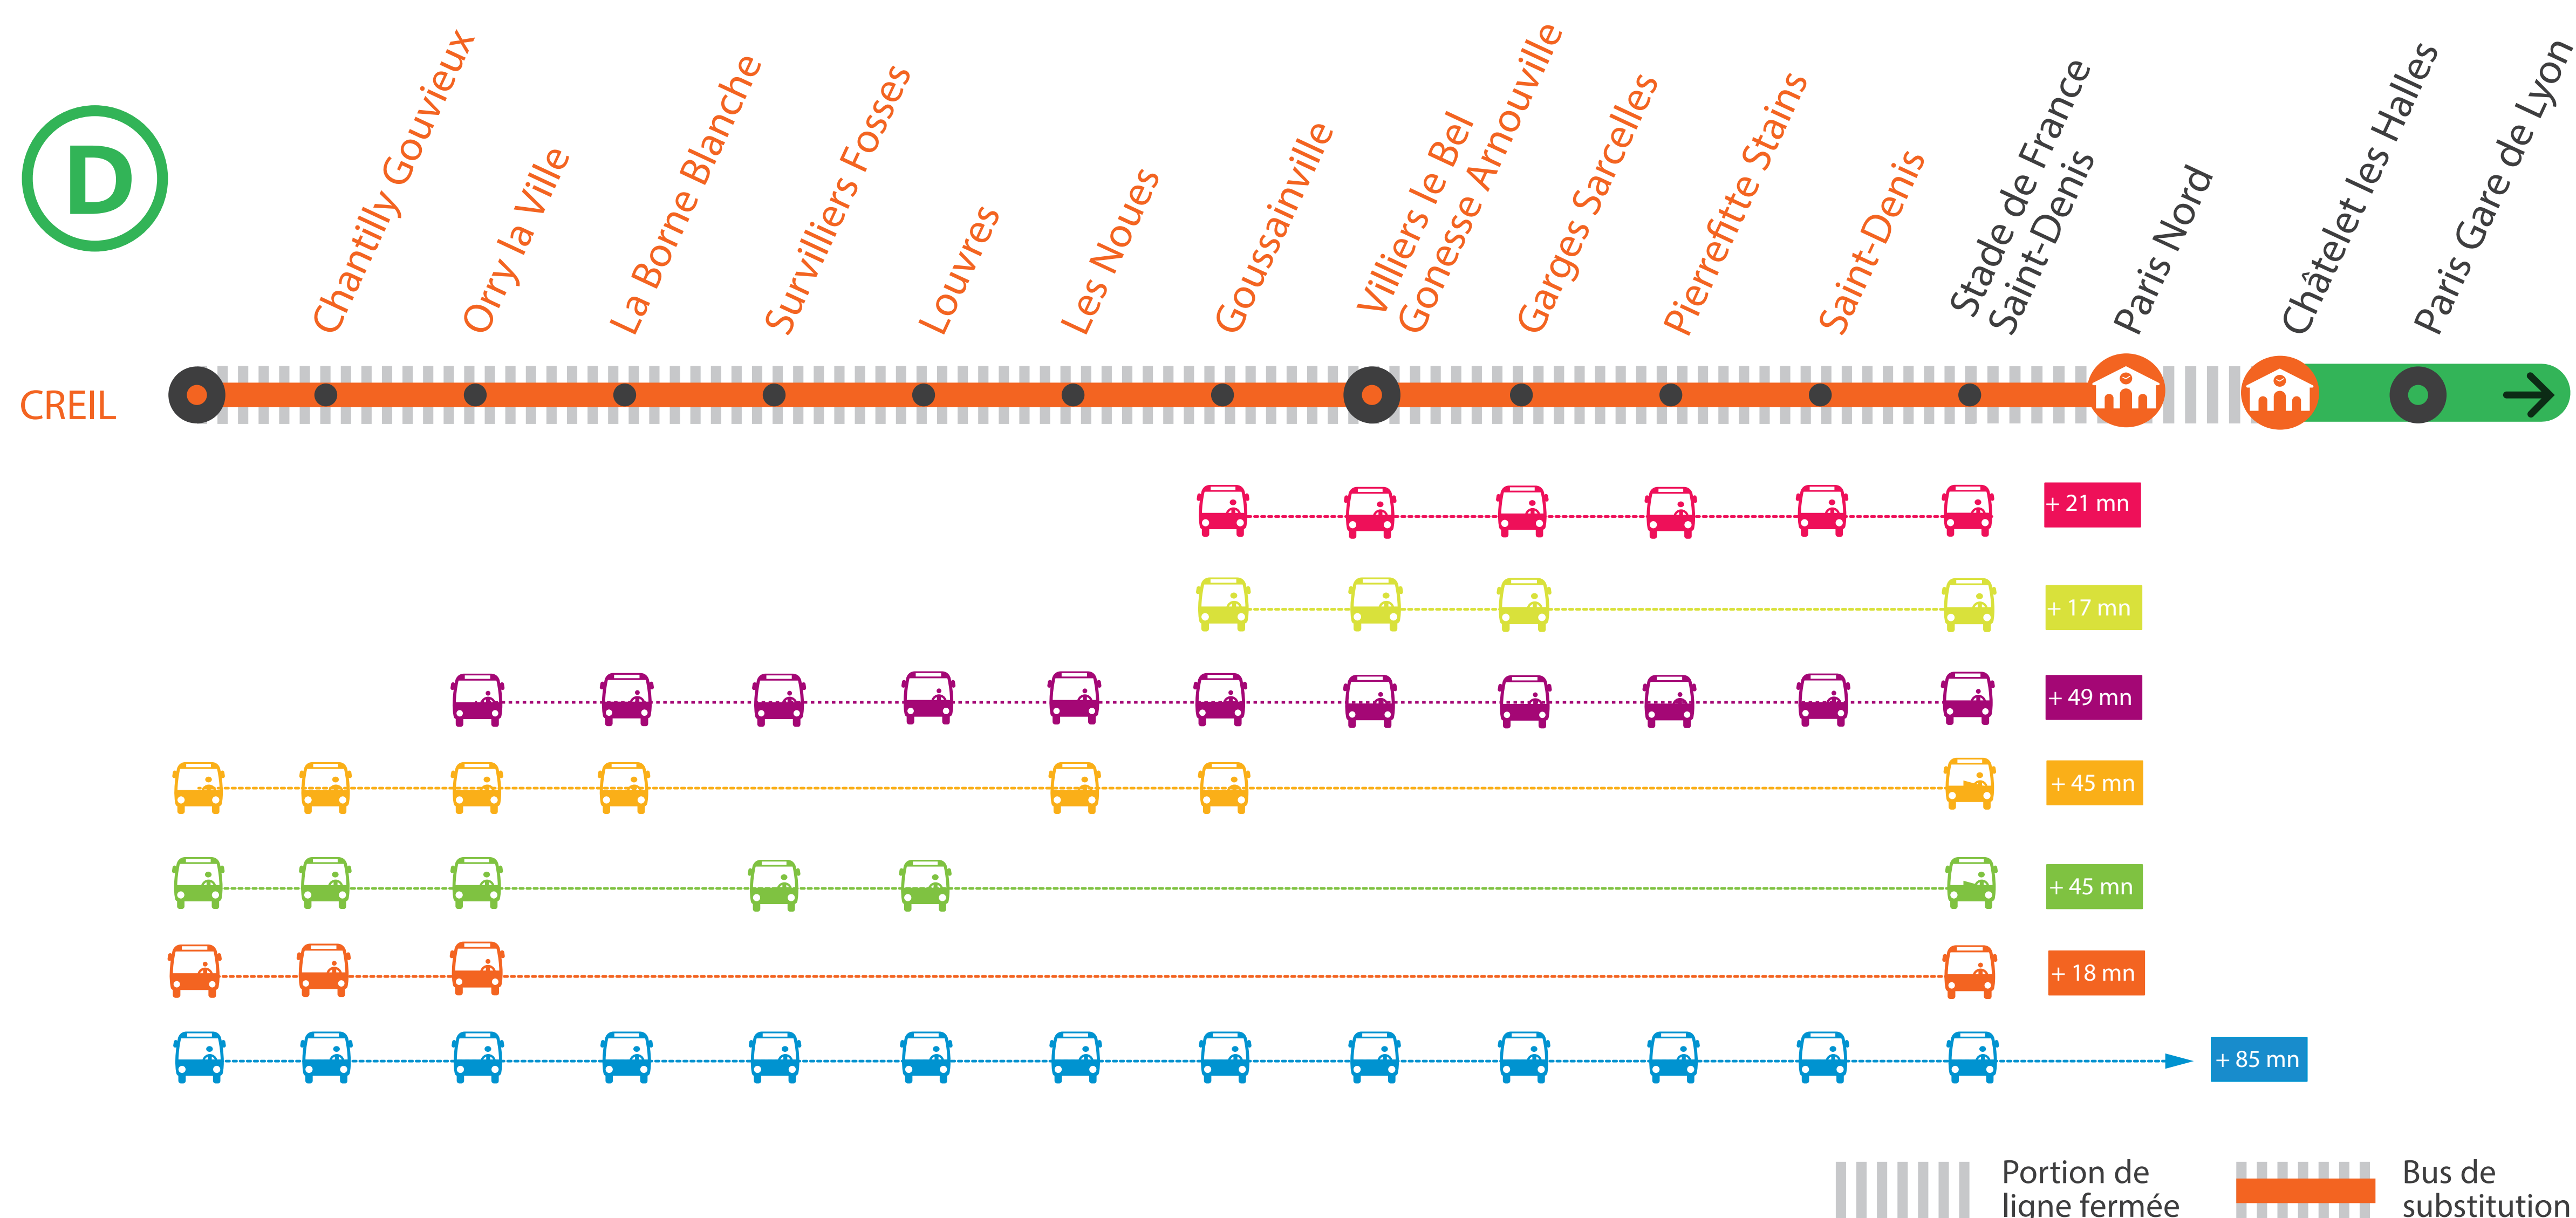 D
Chantilly Gouvieux
Orry la Ville
La Borne Blanche
Survilliers Fosses
Louvres
Les Noues
Goussainville
Villiers le Bel
Gonesse Arnouville
Garges Sarcelles
Pierrefitte Stains
Saint-Denis
Stade de France
Saint-Denis
Paris Nord
Châtelet les Halles
Paris Gare de Lyon
CREIL
+ 21 mn
+ 17 mn
+ 49 mn
+ 45 mn
+ 45 mn
+ 18 mn
+ 85 mn
Portion de
ligne fermée
Bus de
substitution